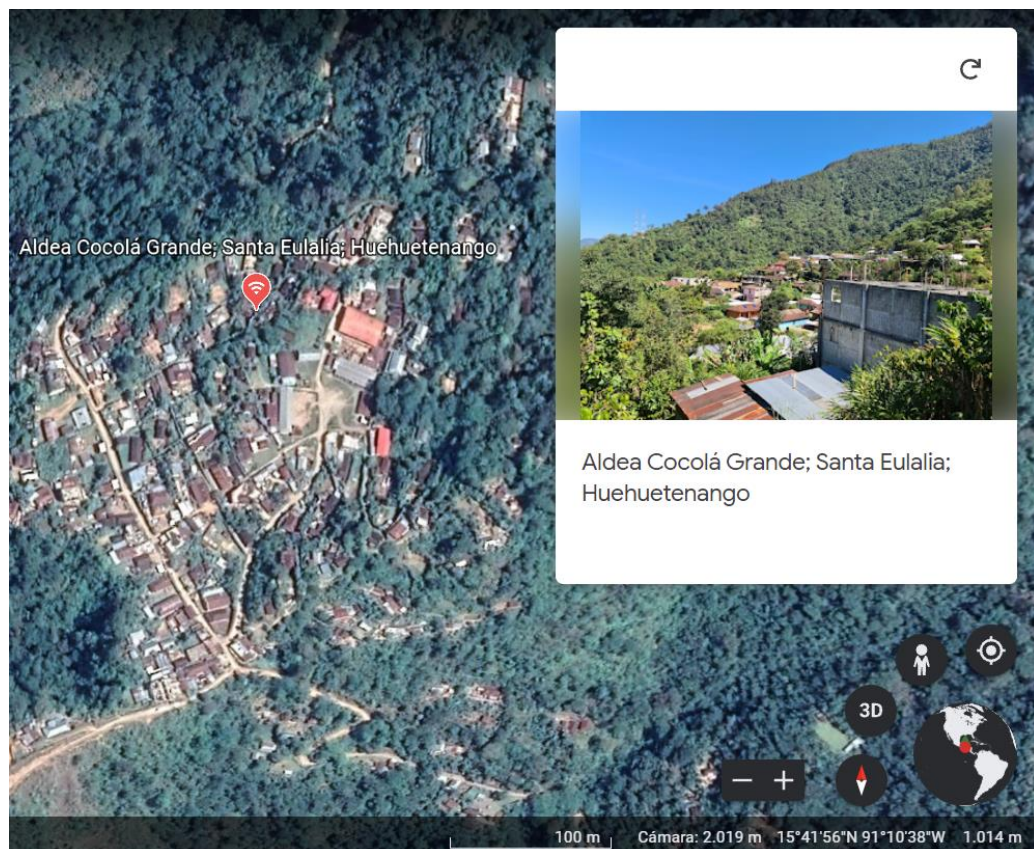 Aldea Cocolá Grande; Santa Eulalia; Huehuetenango
Aldea Cocolá Grande; Santa Eulalia;
Huehuetenango
3D
100 m
Cámara: 2.019 m 15°41'56"N 91°10'38"W 1.014 m